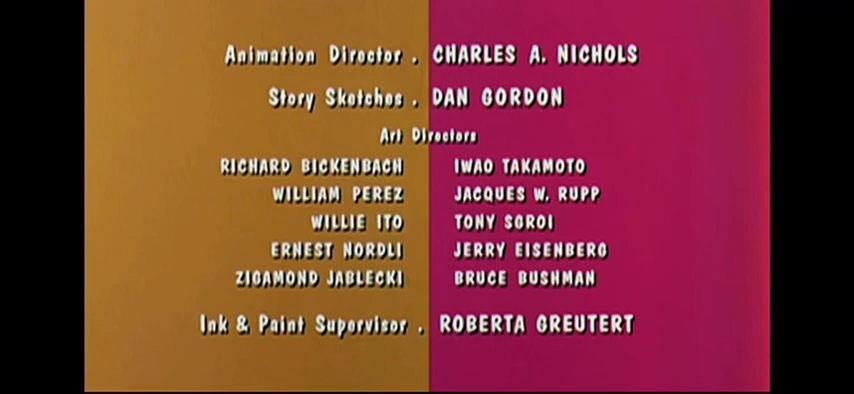 Animation Director . CHARLES A. NICHOLS
Story Sketches . DAN GORDON
Art Directors
RICHARD BICKENBACH IWAO TAKAMOTO
WILLIAM PEREZ JACQUES W. RUPP
WILLIE ITO TONY SGROI
ERNEST NORDLI JERRY EISENBERG
ZIGAMOND JABLECKI BRUCE BUSHMAN
Ink & Paint Supervisor . ROBERTA GREUTERT